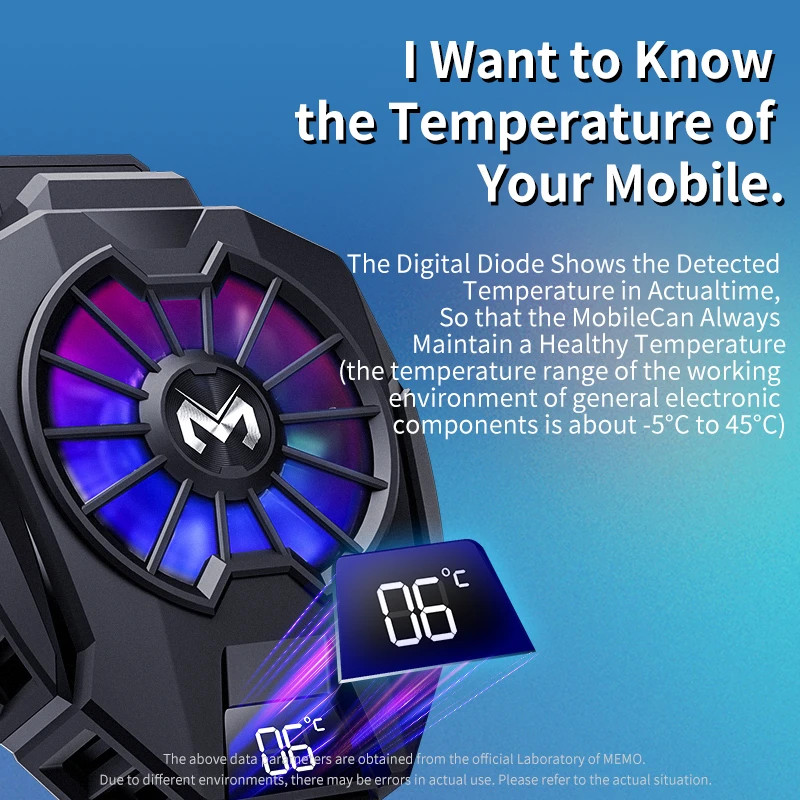 I Want to Know
the Temperature of
Your Mobile.
The Digital Diode Shows the Detected
Temperature in Actualtime,
So that the MobileCan Always
Maintain a Healthy Temperature
(the temperature range of the working
environment of general electronic
components is about -5°C to 45°C)
06°C
06°C
The above data parameters are obtained from the official Laboratory of MEMO.
Due to different environments, there may be errors in actual use. Please refer to the actual situation.